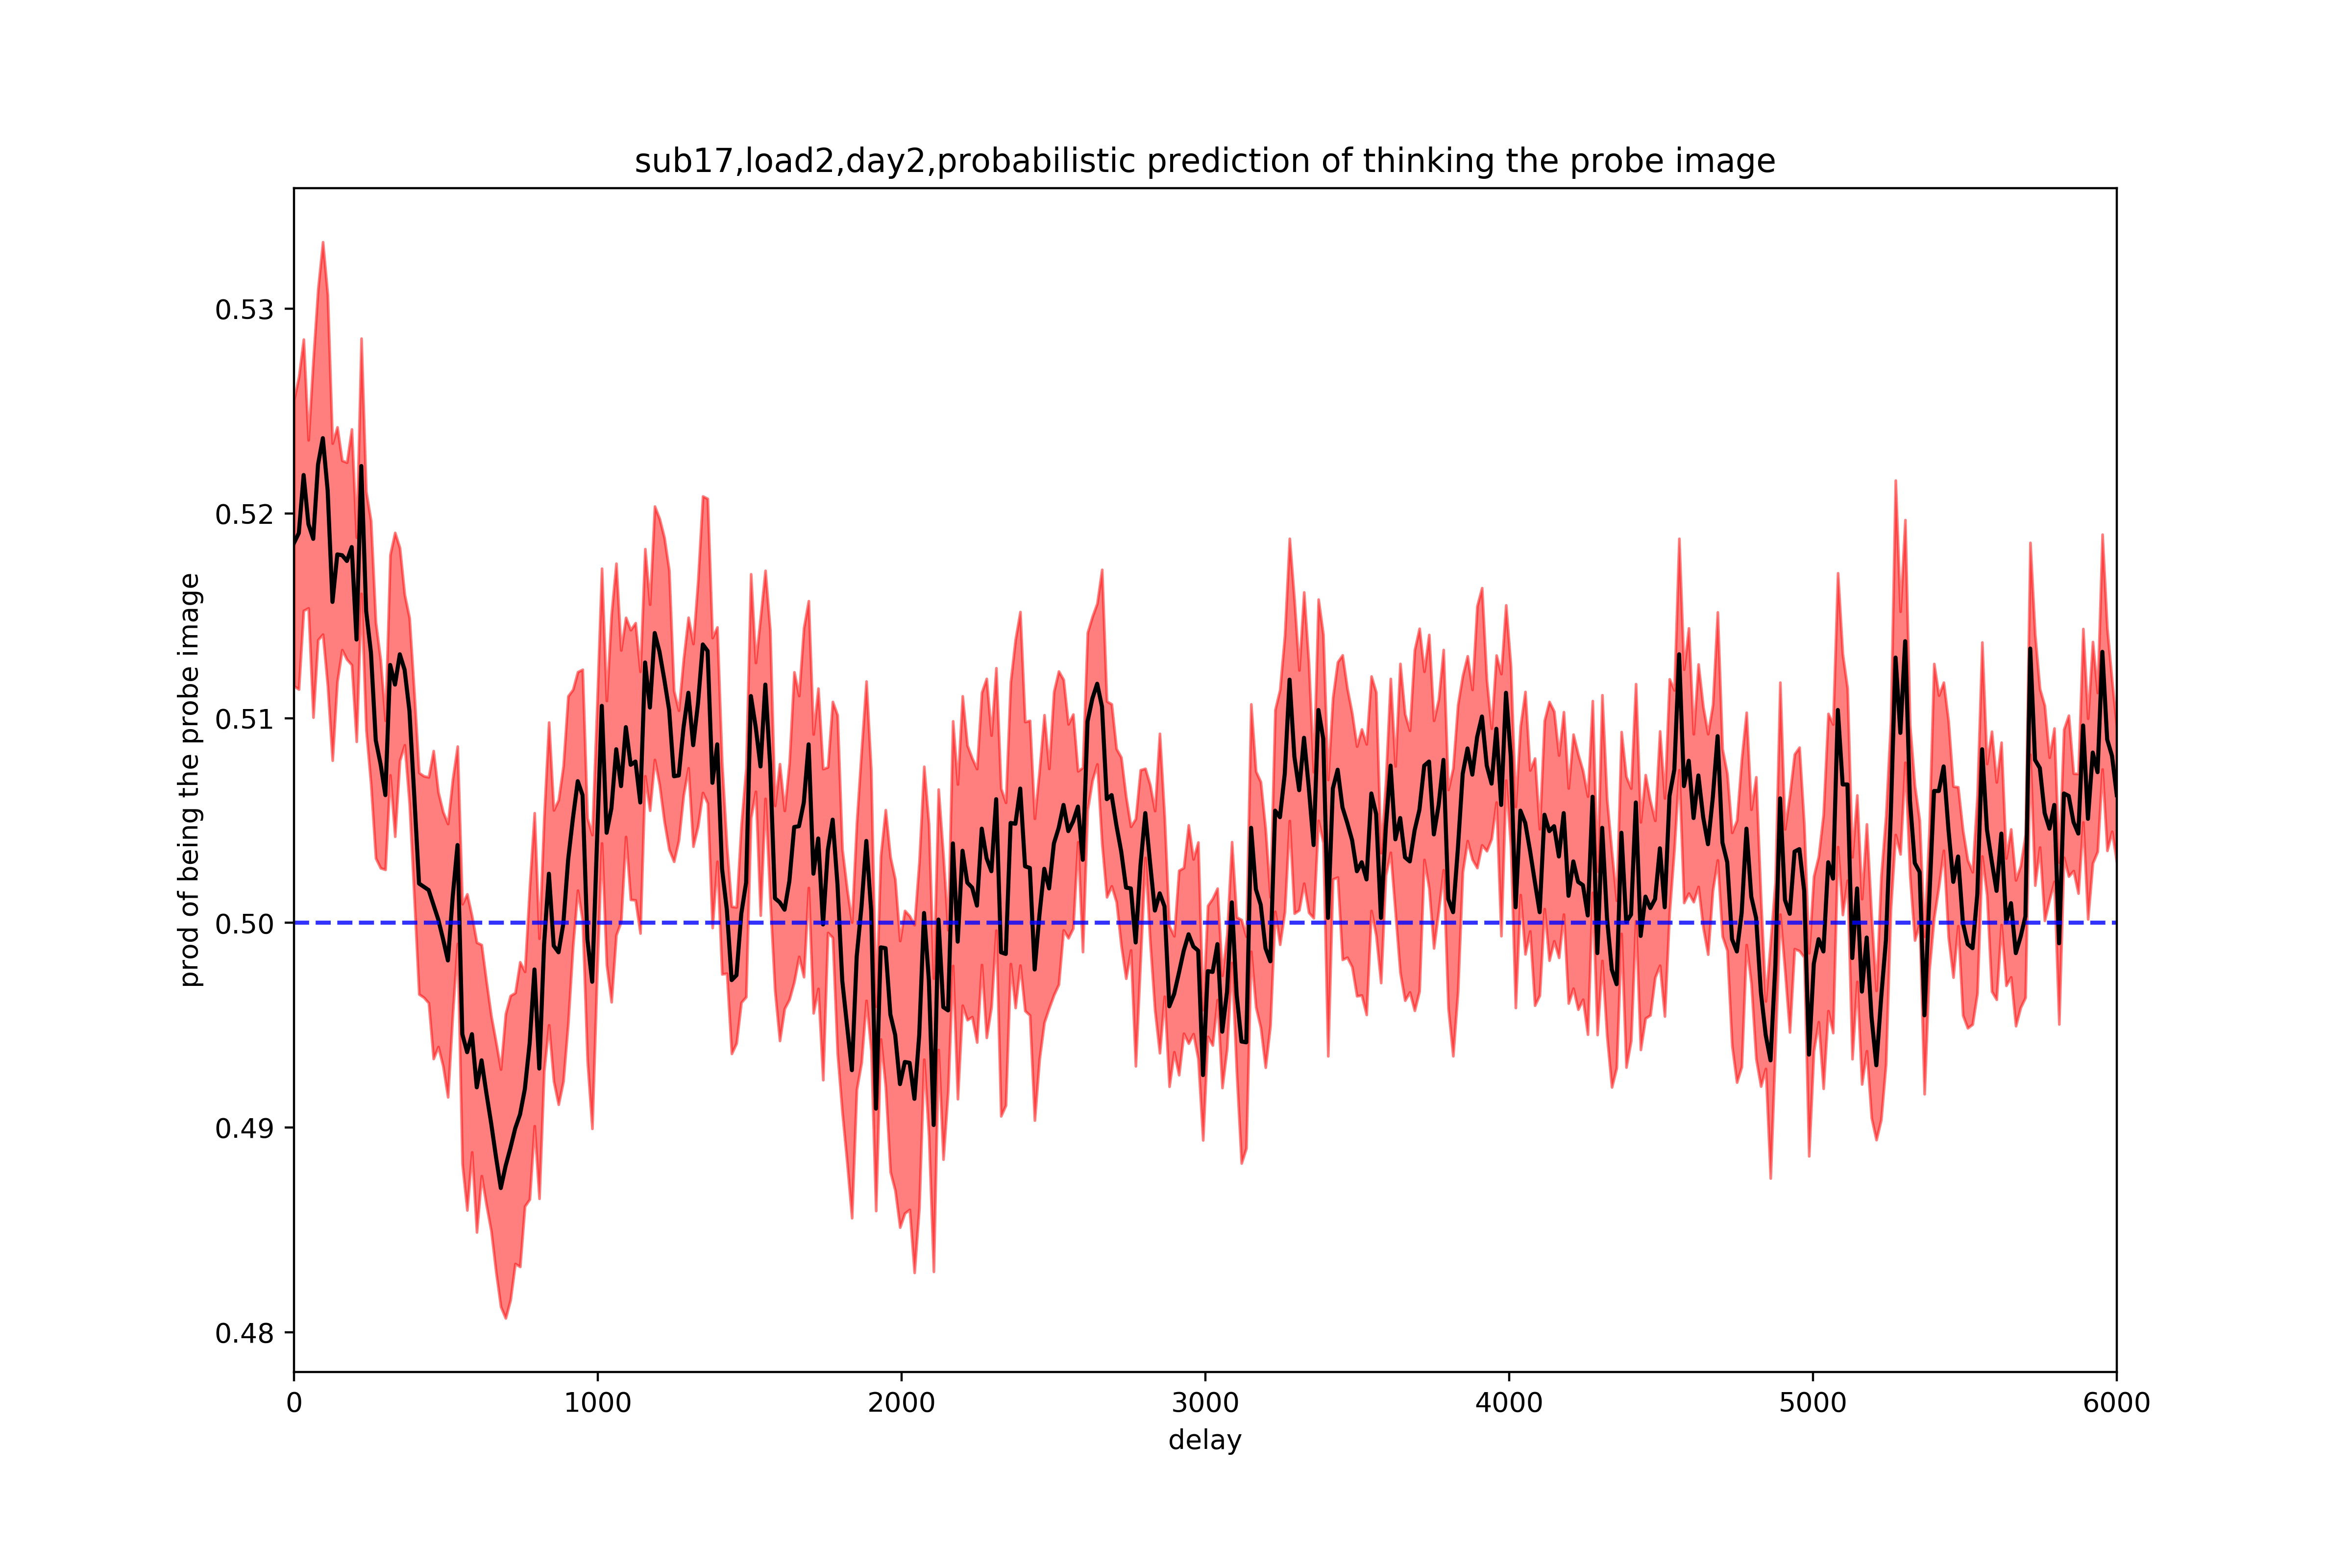 sub17,load2,day2,probabilistic prediction of thinking the probe image
prod of being the probe image
0.53
0.52
0.51
0.50
0.49
0.48
0 1000 2000 3000 4000 5000 6000
delay